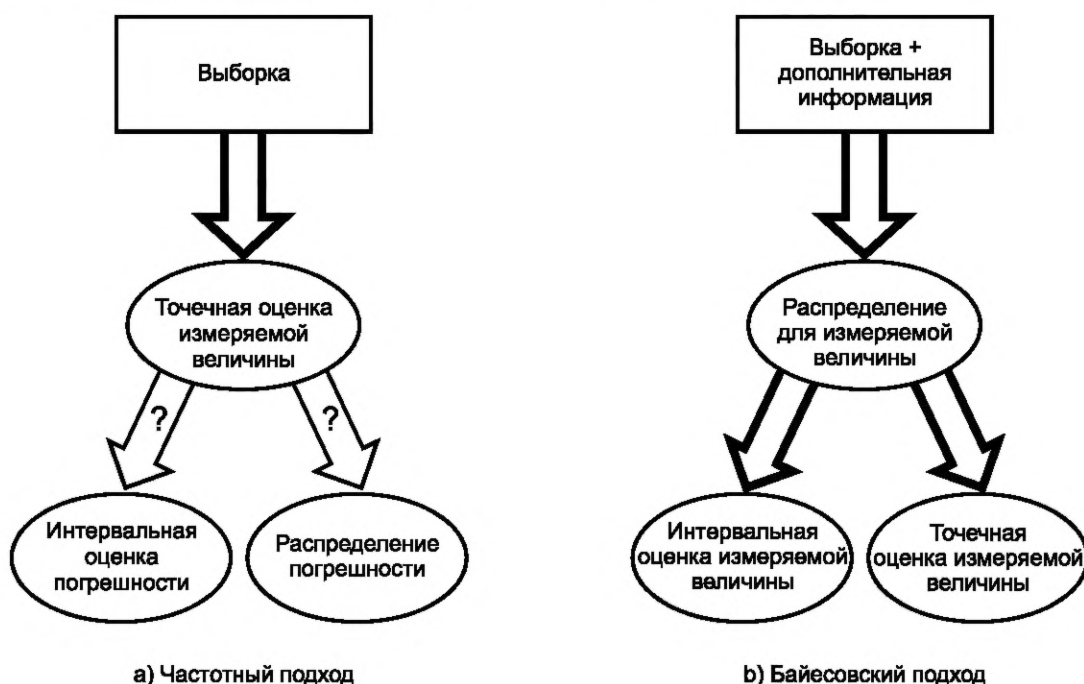 Выборка
Точечная оценка
измеряемой
величины
?
?
Интервальная
оценка
погрешности
Распределение
погрешности
a) Частотный подход
Выборка +
дополнительная
информация
Распределение
для измеряемой
величины
Интервальная
оценка измеряемой
величины
Точечная
оценка измеряемой
величины
b) Байесовский подход